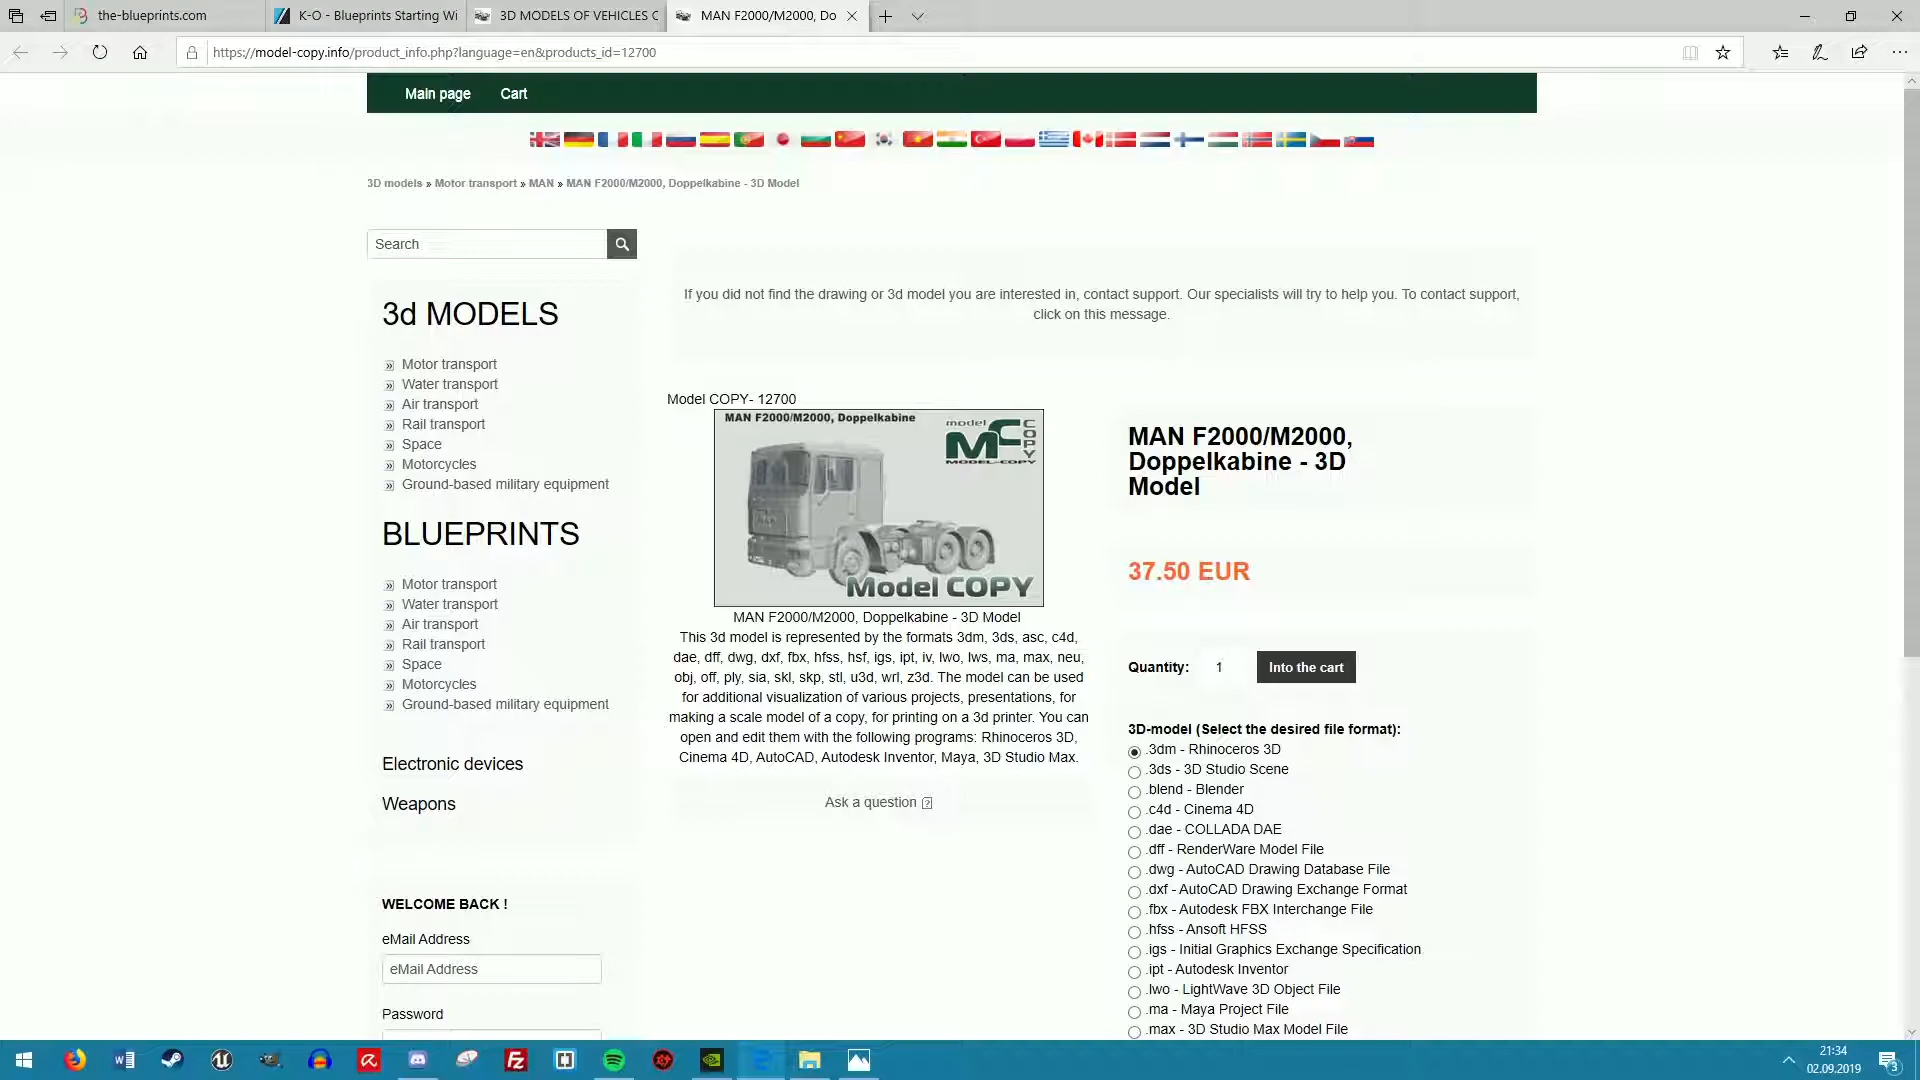 the-blueprints.com
K-O - Blueprints Starting Wi
3D MODELS OF VEHICLES C
MAN F2000/M2000, Do
https://model-copy.info/product_info.php?language=en&products_id=12700
Main page
Cart
3D models » Motor transport » MAN » MAN F2000/M2000, Doppelkabine - 3D Model
Search
If you did not find the drawing or 3d model you are interested in, contact support. Our specialists will try to help you. To contact support,
click on this message.
3d MODELS
Motor transport
Water transport
Air transport
Rail transport
Space
Motorcycles
Ground-based military equipment
BLUEPRINTS
Motor transport
Water transport
Air transport
Rail transport
Space
Motorcycles
Ground-based military equipment
Electronic devices
Weapons
WELCOME BACK !
eMail Address
eMail Address
Password
Model COPY- 12700
MAN F2000/M2000, Doppelkabine
model
MC
COPY
MODEL-COPY
Model COPY
MAN F2000/M2000, Doppelkabine - 3D Model
This 3d model is represented by the formats 3dm, 3ds, asc, c4d,
dae, dff, dwg, dxf, fbx, hfss, hsf, igs, ipt, iv, lwo, lws, ma, max, neu,
obj, off, ply, sia, skl, skp, stl, u3d, wrl, z3d. The model can be used
for additional visualization of various projects, presentations, for
making a scale model of a copy, for printing on a 3d printer. You can
open and edit them with the following programs: Rhinoceros 3D,
Cinema 4D, AutoCAD, Autodesk Inventor, Maya, 3D Studio Max.
Ask a question
MAN F2000/M2000,
Doppelkabine - 3D
Model
37.50 EUR
Quantity: 1 Into the cart
3D-model (Select the desired file format):
.3dm - Rhinoceros 3D
.3ds - 3D Studio Scene
.blend - Blender
.c4d - Cinema 4D
.dae - COLLADA DAE
.dff - RenderWare Model File
.dwg - AutoCAD Drawing Database File
.dxf - AutoCAD Drawing Exchange Format
.fbx - Autodesk FBX Interchange File
.hfss - Ansoft HFSS
.igs - Initial Graphics Exchange Specification
.ipt - Autodesk Inventor
.lwo - LightWave 3D Object File
.ma - Maya Project File
.max - 3D Studio Max Model File
21:34
02.09.2019
3